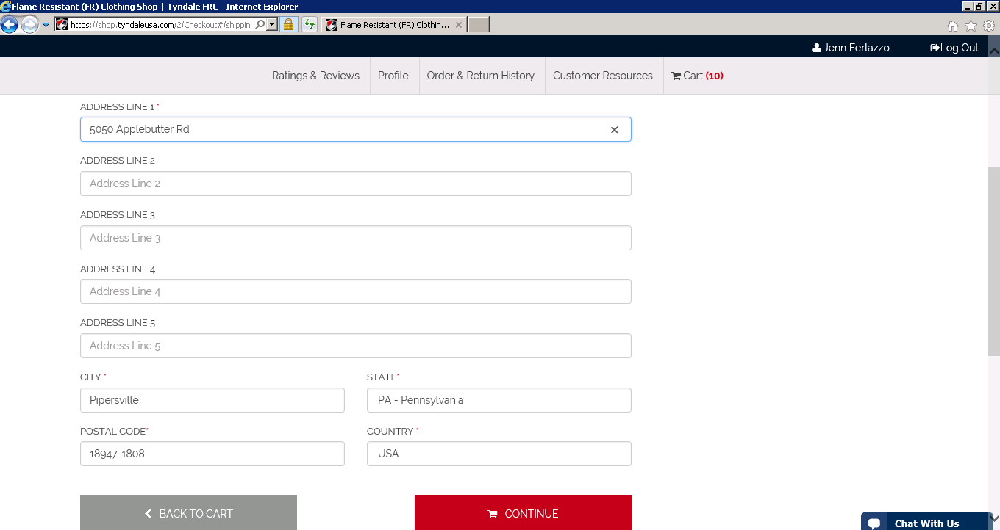 Flame Resistant (FR) Clothing Shop | Tyndale FRC - Internet Explorer
https://shop.tyndaleusa.com/2/Checkout#/shippin Flame Resistant (FR) Clothin...
Jenn Ferlazzo Log Out
Ratings & Reviews Profile Order & Return History Customer Resources Cart (10)
ADDRESS LINE 1 *
5050 Applebutter Rd
ADDRESS LINE 2
Address Line 2
ADDRESS LINE 3
Address Line 3
ADDRESS LINE 4
Address Line 4
ADDRESS LINE 5
Address Line 5
CITY * STATE*
Pipersville PA - Pennsylvania
POSTAL CODE* COUNTRY *
18947-1808 USA
BACK TO CART CONTINUE
Chat With Us